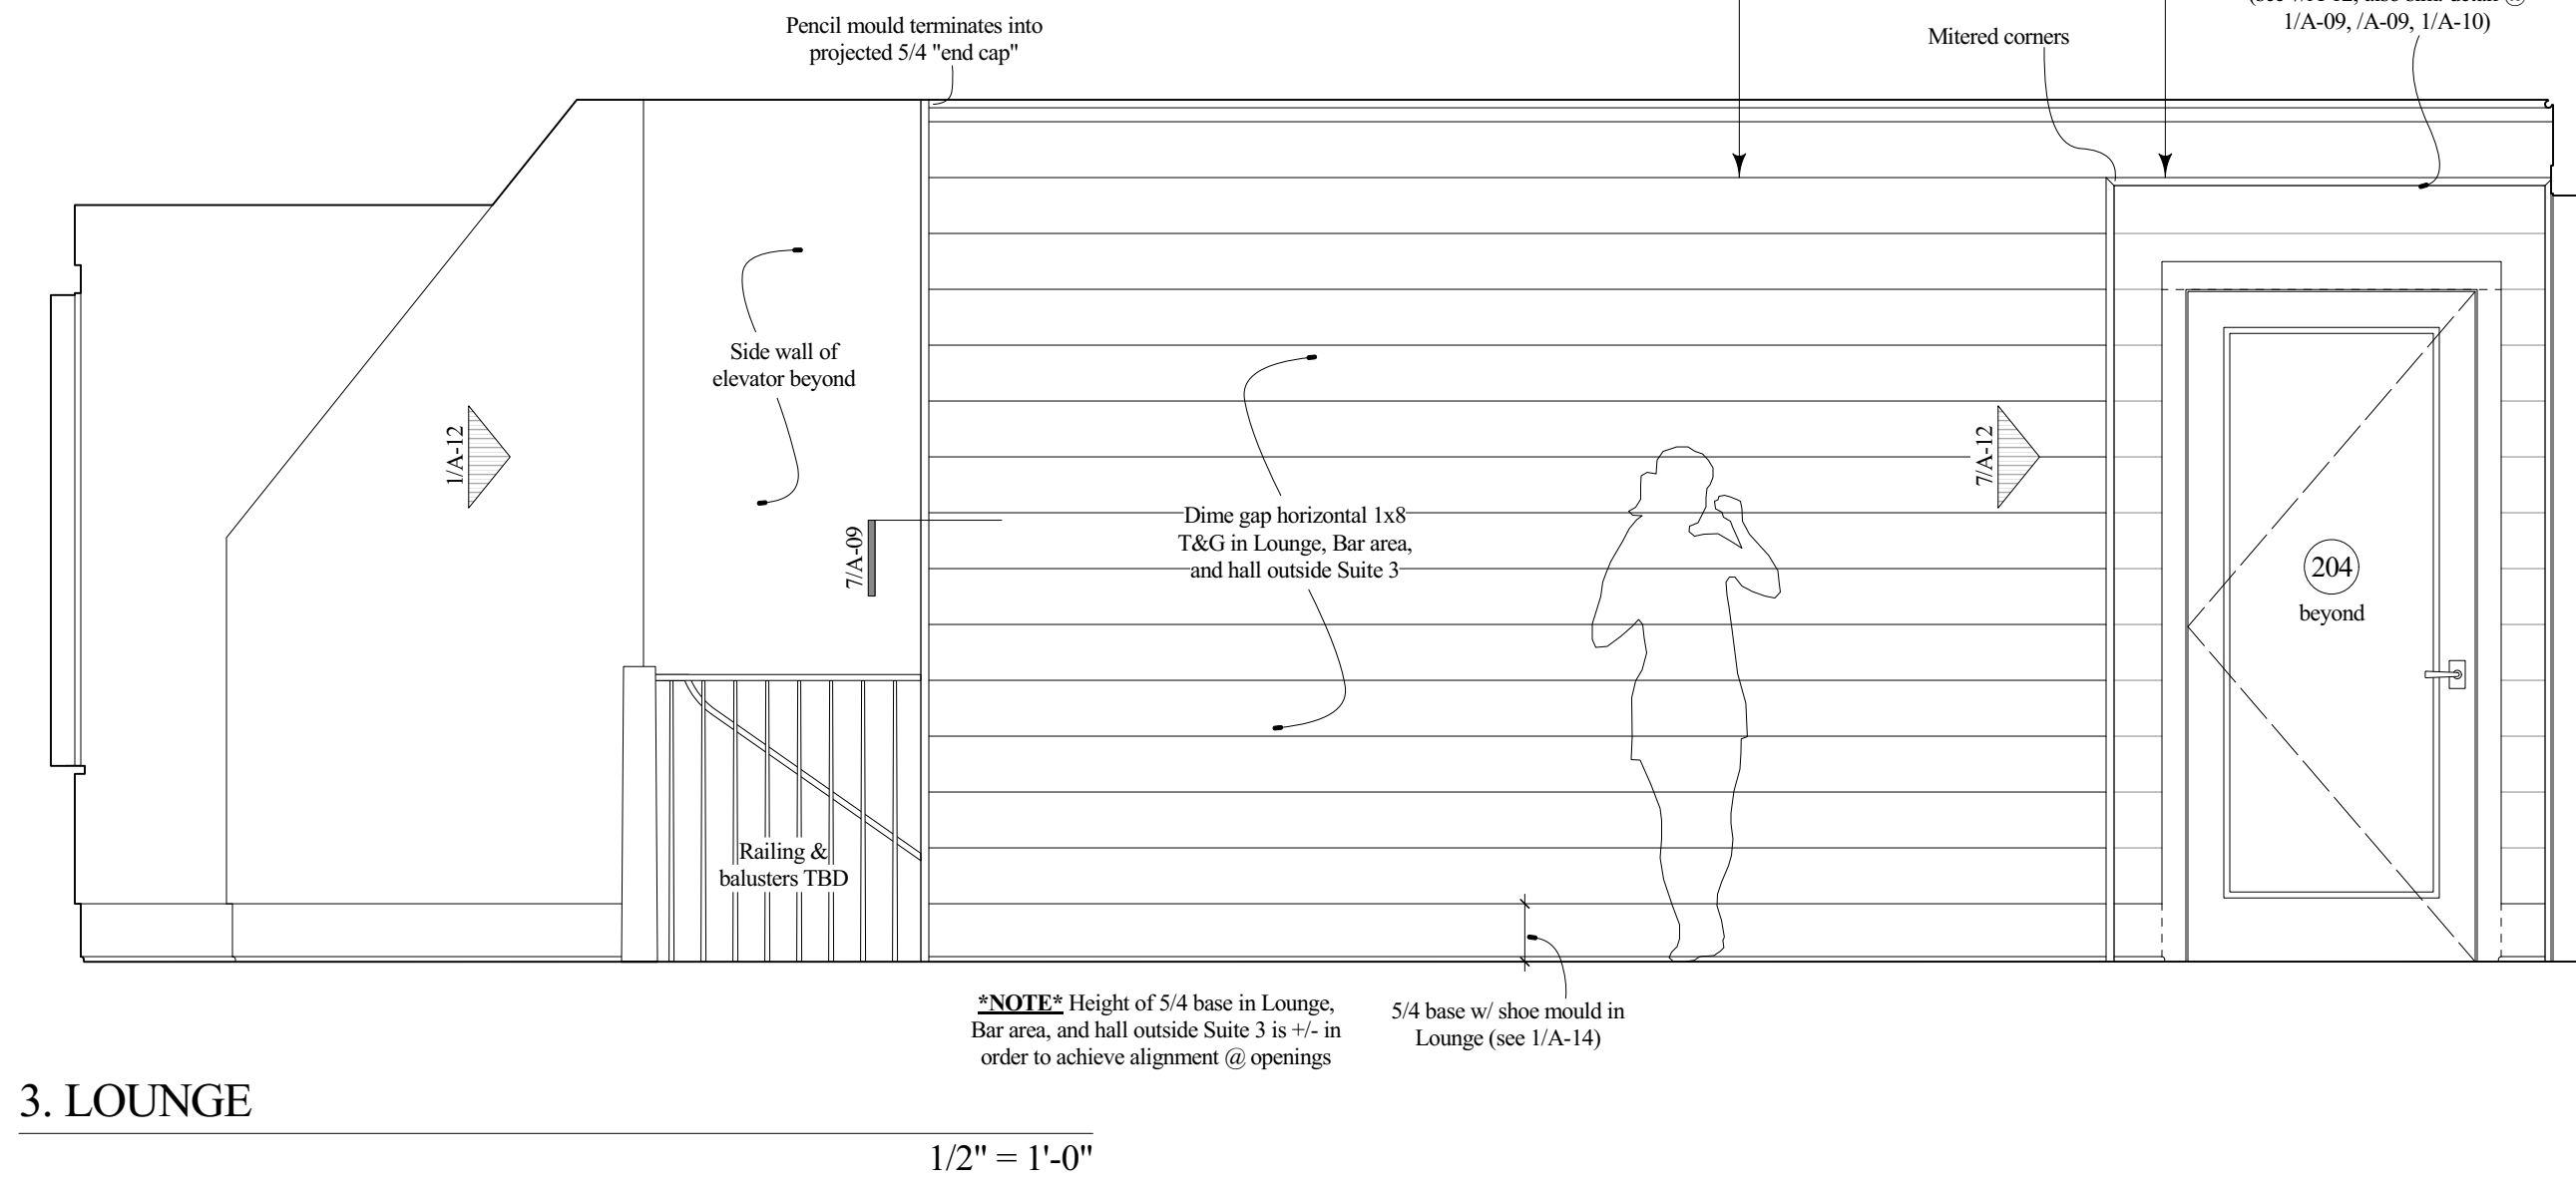 Pencil mould terminates into
projected 5/4 "end cap"
Mitered corners
1/A-09, /A-09, 1/A-10)
Side wall of
elevator beyond
1/A-12
7/A-09
Dime gap horizontal 1x8
T&G in Lounge, Bar area,
and hall outside Suite 3
7/A-12
204
beyond
Railing &
balusters TBD
*NOTE* Height of 5/4 base in Lounge,
Bar area, and hall outside Suite 3 is +/- in
order to achieve alignment @ openings
5/4 base w/ shoe mould in
Lounge (see 1/A-14)
3. LOUNGE
1/2" = 1'-0"